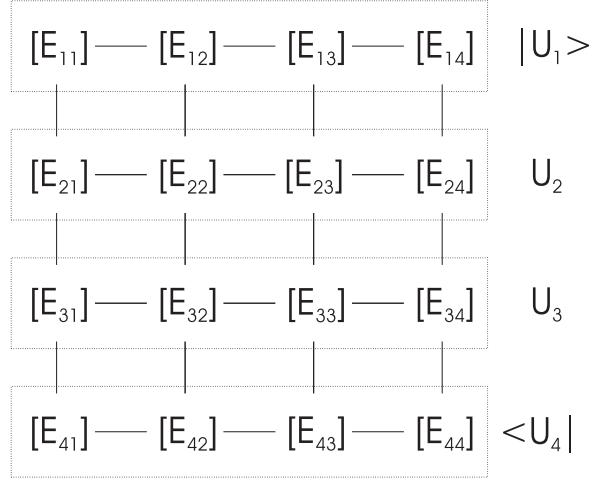 [E₁₁] [E₁₂] [E₁₃] [E₁₄] |U₁>
[E₂₁] [E₂₂] [E₂₃] [E₂₄] U₂
[E₃₁] [E₃₂] [E₃₃] [E₃₄] U₃
[E₄₁] [E₄₂] [E₄₃] [E₄₄] <U₄|